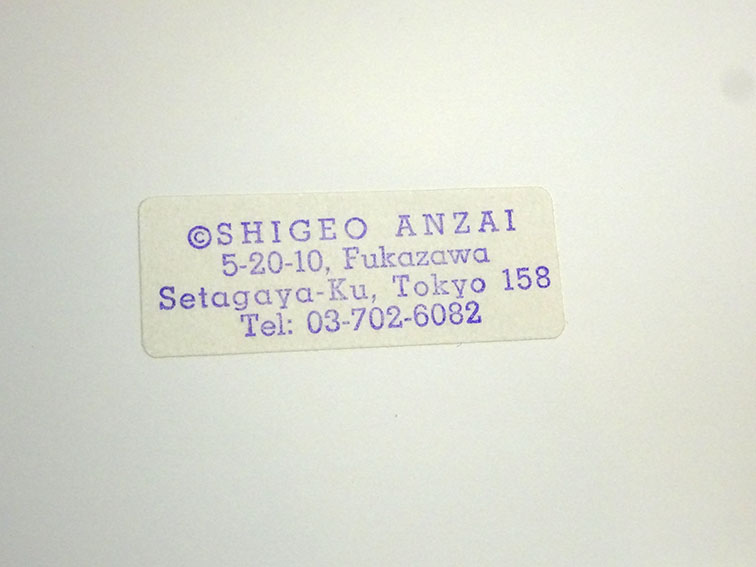 ©SHIGEO ANZAI
5-20-10, Fukazawa
Setagaya-Ku, Tokyo 158
Tel: 03-702-6082